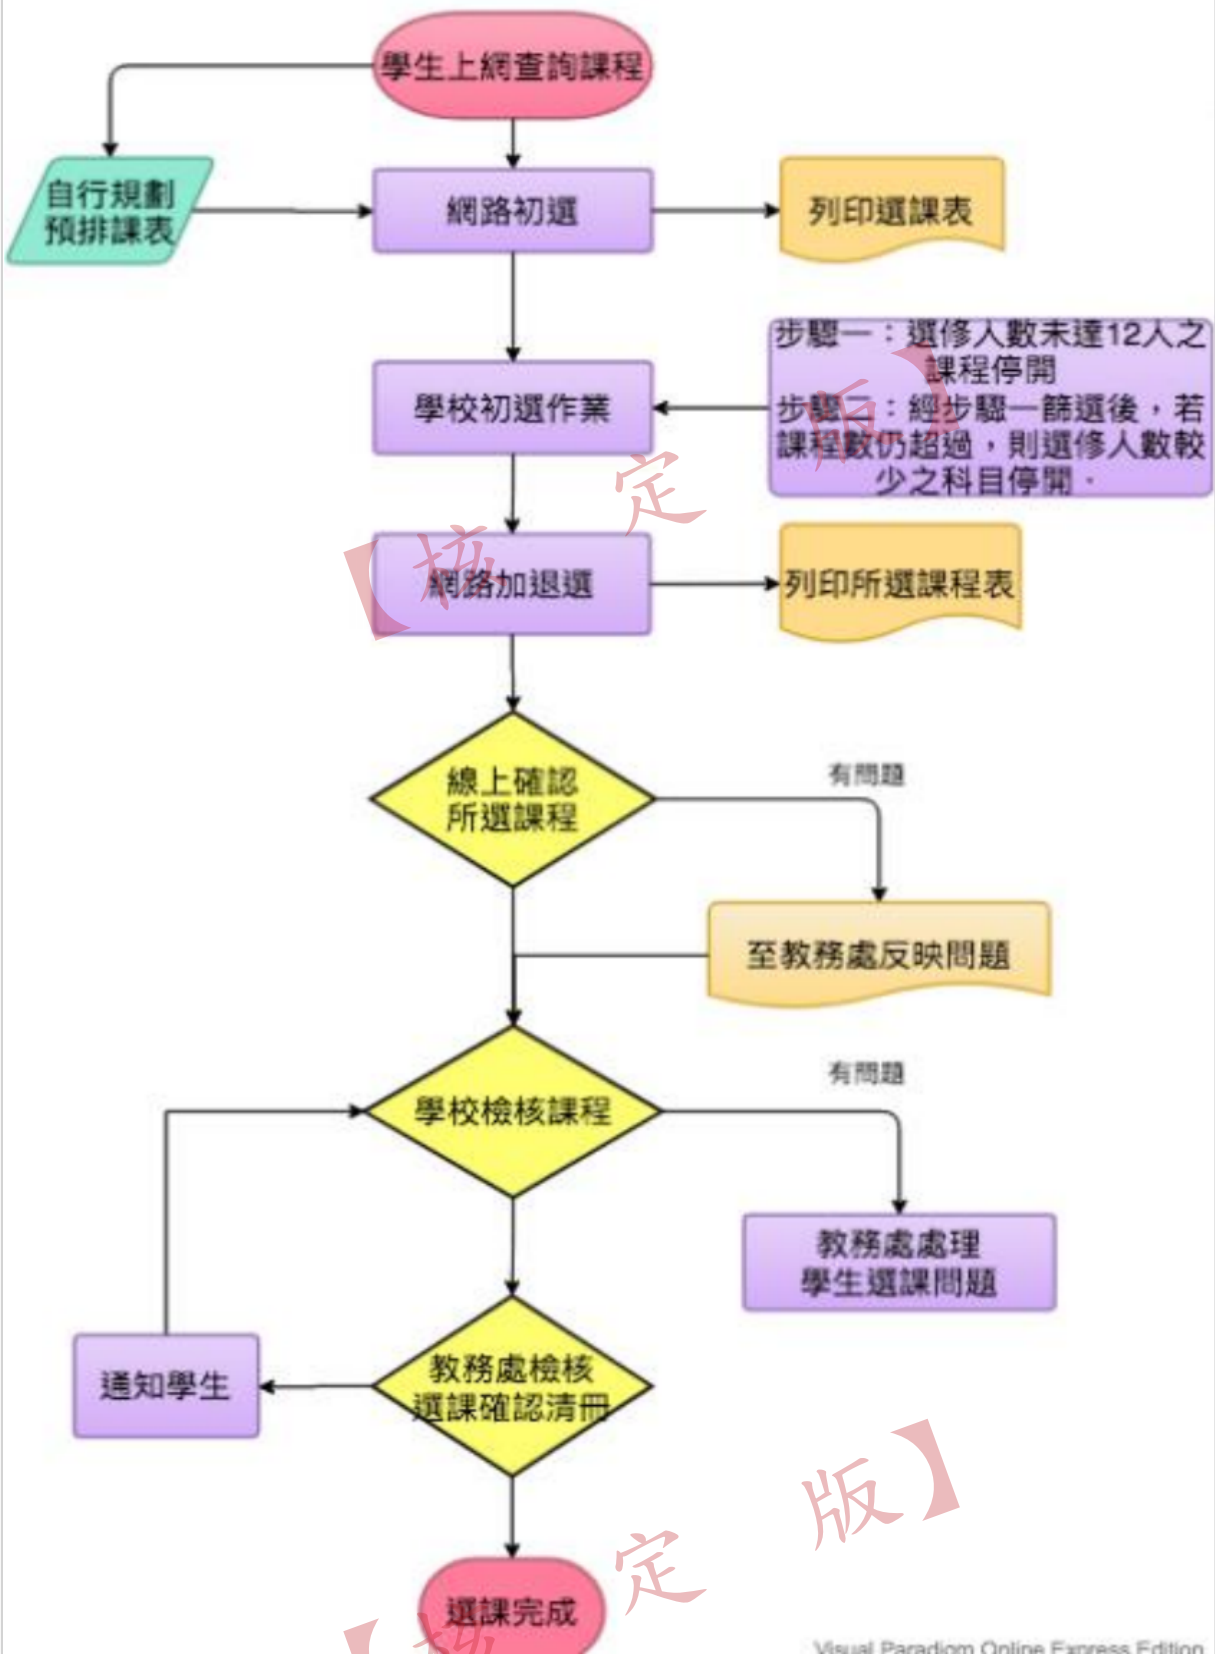 學生上網查詢課程
自行規劃
預排課表
網路初選
列印選課表
步驟一：選修人數未達12人之
課程停開
步驟二：經步驟一篩選後，若
課程數仍超過，則選修人數較
少之科目停開。
學校初選作業
【核定版】
網路加退選
列印所選課程表
線上確認
所選課程
有問題
至教務處反映問題
有問題
學校檢核課程
教務處處理
學生選課問題
通知學生
教務處檢核
選課確認清冊
選課完成
【核定版】
Visual Paradigm Online Express Edition